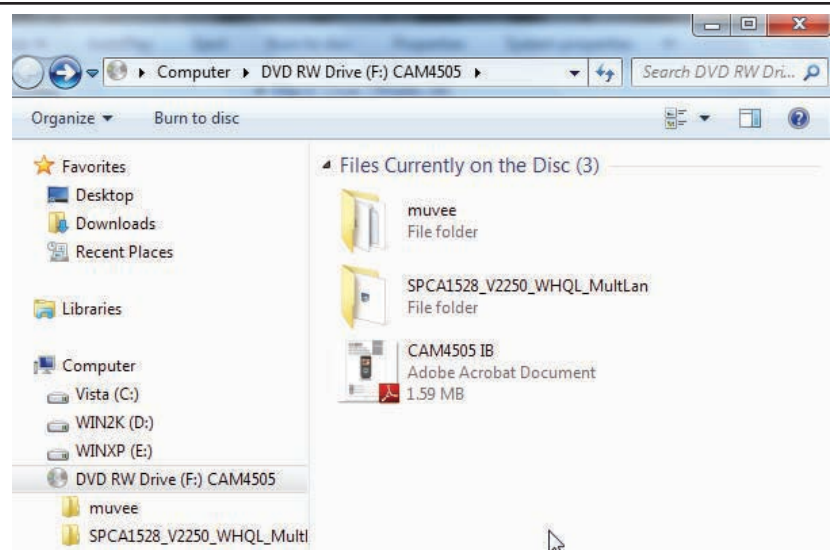 Computer ▸ DVD RW Drive (F:) CAM4505 ▸
Search DVD RW Dri...
Organize
Burn to disc
Favorites
Desktop
Downloads
Recent Places
Libraries
Computer
Vista (C:)
WIN2K (D:)
WINXP (E:)
DVD RW Drive (F:) CAM4505
muvee
SPCA1528_V2250_WHQL_Multl
Files Currently on the Disc (3)
muvee
File folder
SPCA1528_V2250_WHQL_MultLan
File folder
CAM4505 IB
Adobe Acrobat Document
1.59 MB